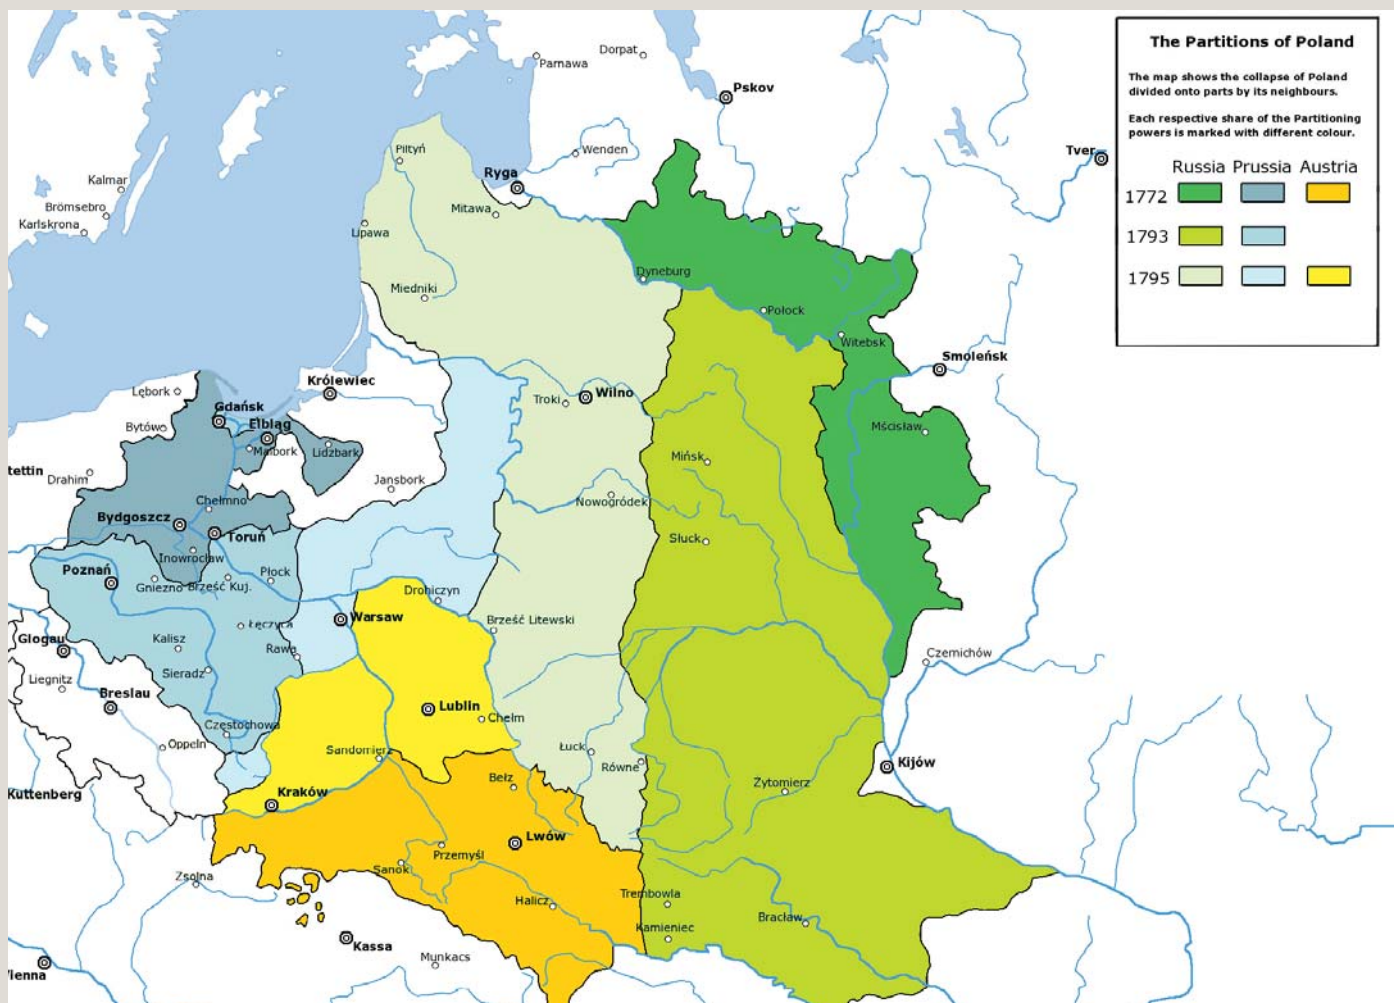 The Partitions of Poland
The map shows the collapse of Poland
divided onto parts by its neighbours.
Each respective share of the Partitioning
powers is marked with different colour.
Russia Prussia Austria
1772
1793
1795
Dorpat
Parnawa
Pskov
Tver
Piltyń
Wenden
Ryga
Kalmar
Brömsebro
Karlskrona
Mitawa
Lipawa
Dyneburg
Miedniki
Połock
Witebsk
Smoleńsk
Królewiec
Lębork
Wilno
Troki
Gdańsk
Elbląg
Bytów
Mścisław
Malbork
Lidzbark
Mińsk
tettin
Drahim
Jansbork
Nowogródek
Chełmno
Bydgoszcz
Toruń
Słuck
Inowrocław
Poznań
Płock
Gniezno
Brześć Kuj.
Drohiczyn
Warsaw
Brześć Litewski
Łęczyca
Glogau
Kalisz
Rawa
Czernichów
Sieradz
Liegnitz
Breslau
Lublin
Chełm
Częstochowa
Oppeln
Sandomierz
Łuck
Równe
Kijów
Bełz
Żytomierz
Kuttenberg
Kraków
Lwów
Przemyśl
Sanok
Zsolna
Halicz
Trembowla
Bracław
Kamieniec
Kassa
Munkacs
Vienna